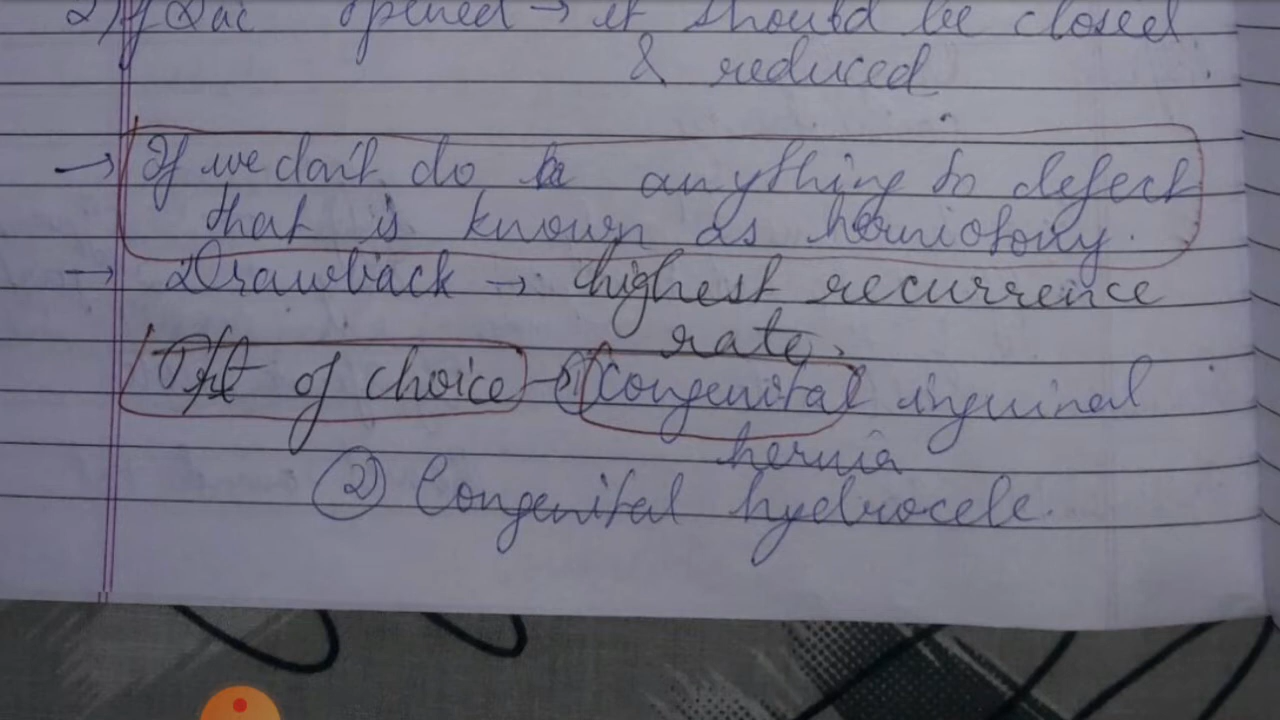 2) If Sac opened → it should be closed
& reduced
→ If we don't do anything to defect
that is known as herniotomy.
→ Drawback → highest recurrence
rate.
Trt of choice → ① Congenital inguinal
hernia
② Congenital hydrocele.